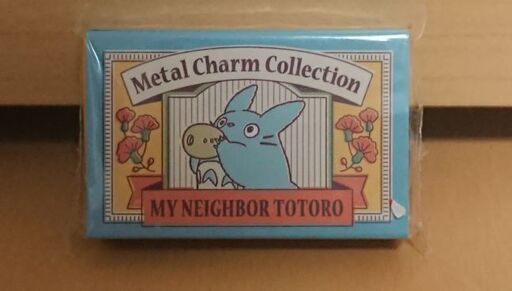 Metal Charm Collection
MY NEIGHBOR TOTORO